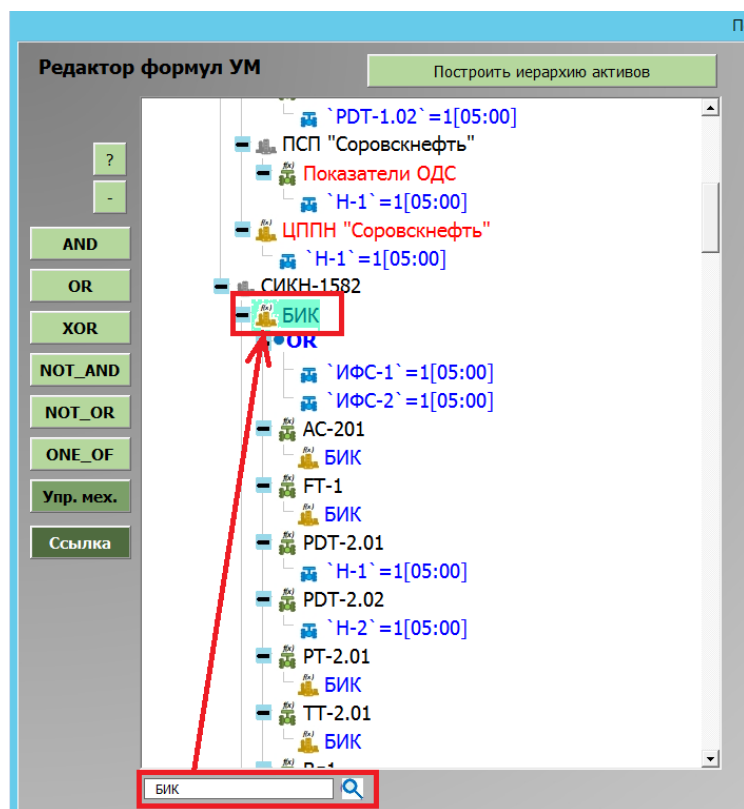 П
Редактор формул УМ
Построить иерархию активов
`PDT-1.02`=1[05:00]
ПСП "Соровскнефть"
f(x) Показатели ОДС
`Н-1`=1[05:00]
f(x) ЦППН "Соровскнефть"
`Н-1`=1[05:00]
СИКН-1582
f(x) БИК
OR
`ИФС-1`=1[05:00]
`ИФС-2`=1[05:00]
f(x) АС-201
f(x) БИК
f(x) FT-1
f(x) БИК
f(x) PDT-2.01
`Н-1`=1[05:00]
f(x) PDT-2.02
`Н-2`=1[05:00]
f(x) РТ-2.01
f(x) БИК
f(x) ТТ-2.01
f(x) БИК
?
-
AND
OR
XOR
NOT_AND
NOT_OR
ONE_OF
Упр. мех.
Ссылка
БИК